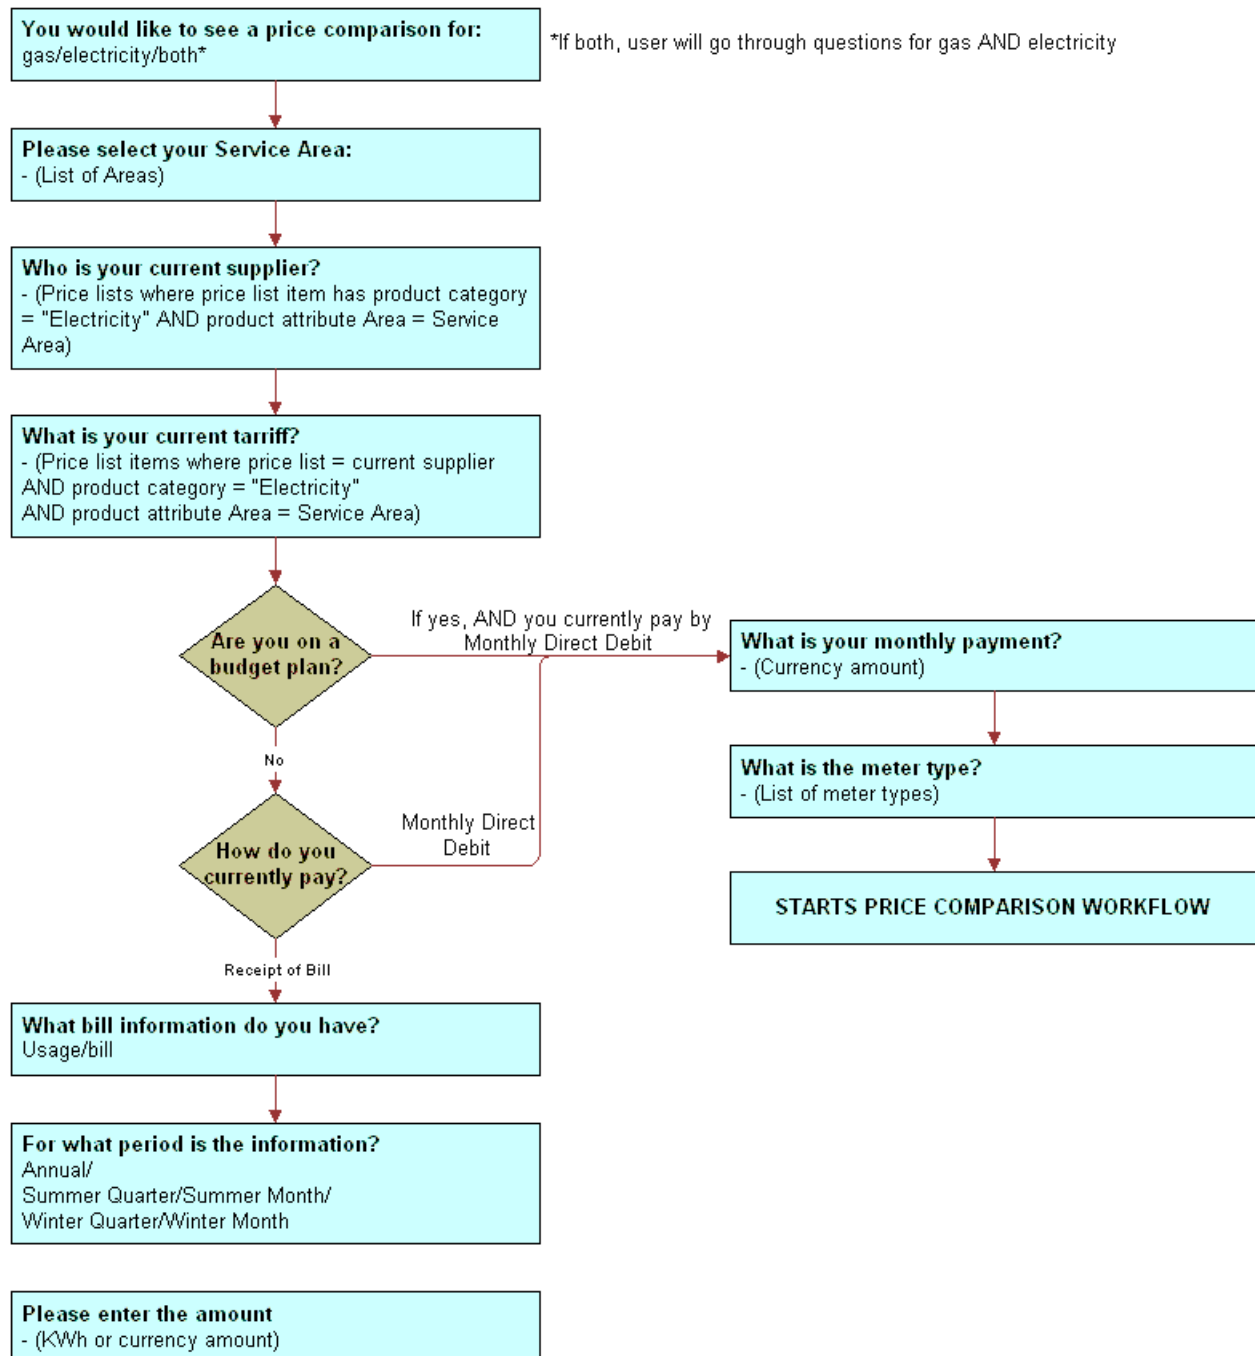 You would like to see a price comparison for:
gas/electricity/both*
*If both, user will go through questions for gas AND electricity
Please select your Service Area:
- (List of Areas)
Who is your current supplier?
- (Price lists where price list item has product category
= "Electricity" AND product attribute Area = Service
Area)
What is your current tarriff?
- (Price list items where price list = current supplier
AND product category = "Electricity"
AND product attribute Area = Service Area)
Are you on a
budget plan?
If yes, AND you currently pay by
Monthly Direct Debit
What is your monthly payment?
- (Currency amount)
No
What is the meter type?
- (List of meter types)
How do you
currently pay?
Monthly Direct
Debit
STARTS PRICE COMPARISON WORKFLOW
Receipt of Bill
What bill information do you have?
Usage/bill
For what period is the information?
Annual/
Summer Quarter/Summer Month/
Winter Quarter/Winter Month
Please enter the amount
- (KWh or currency amount)